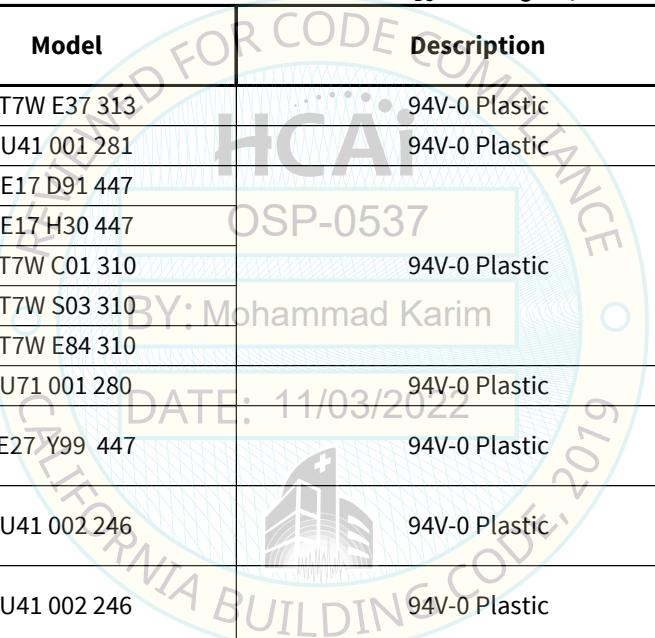 Model Description
T7W E37 313 94V-0 Plastic
U41 001 281 94V-0 Plastic
E17 D91 447
E17 H30 447
T7W C01 310 94V-0 Plastic
T7W S03 310
T7W E84 310
U71 001 280 94V-0 Plastic
E27 Y99 447 94V-0 Plastic
U41 002 246 94V-0 Plastic
U41 002 246 94V-0 Plastic
REVIEWED FOR CODE COMPLIANCE
HCAi
OSP-0537
BY: Mohammad Karim
DATE: 11/03/2022
CALIFORNIA BUILDING CODE, 2019